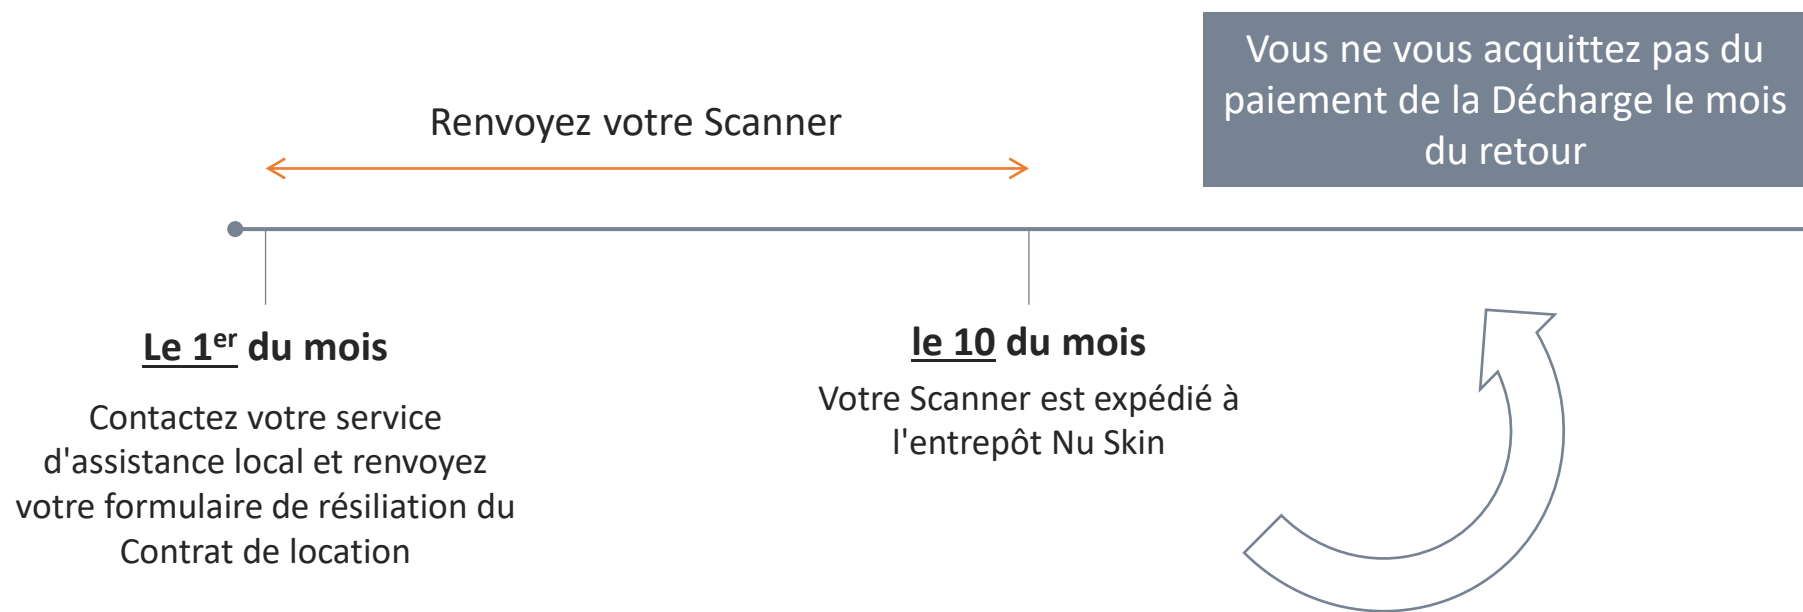 Vous ne vous acquittez pas du
paiement de la Décharge le mois
du retour
Renvoyez votre Scanner
Le 1er du mois
Contactez votre service
d'assistance local et renvoyez
votre formulaire de résiliation du
Contrat de location
le 10 du mois
Votre Scanner est expédié à
l'entrepôt Nu Skin